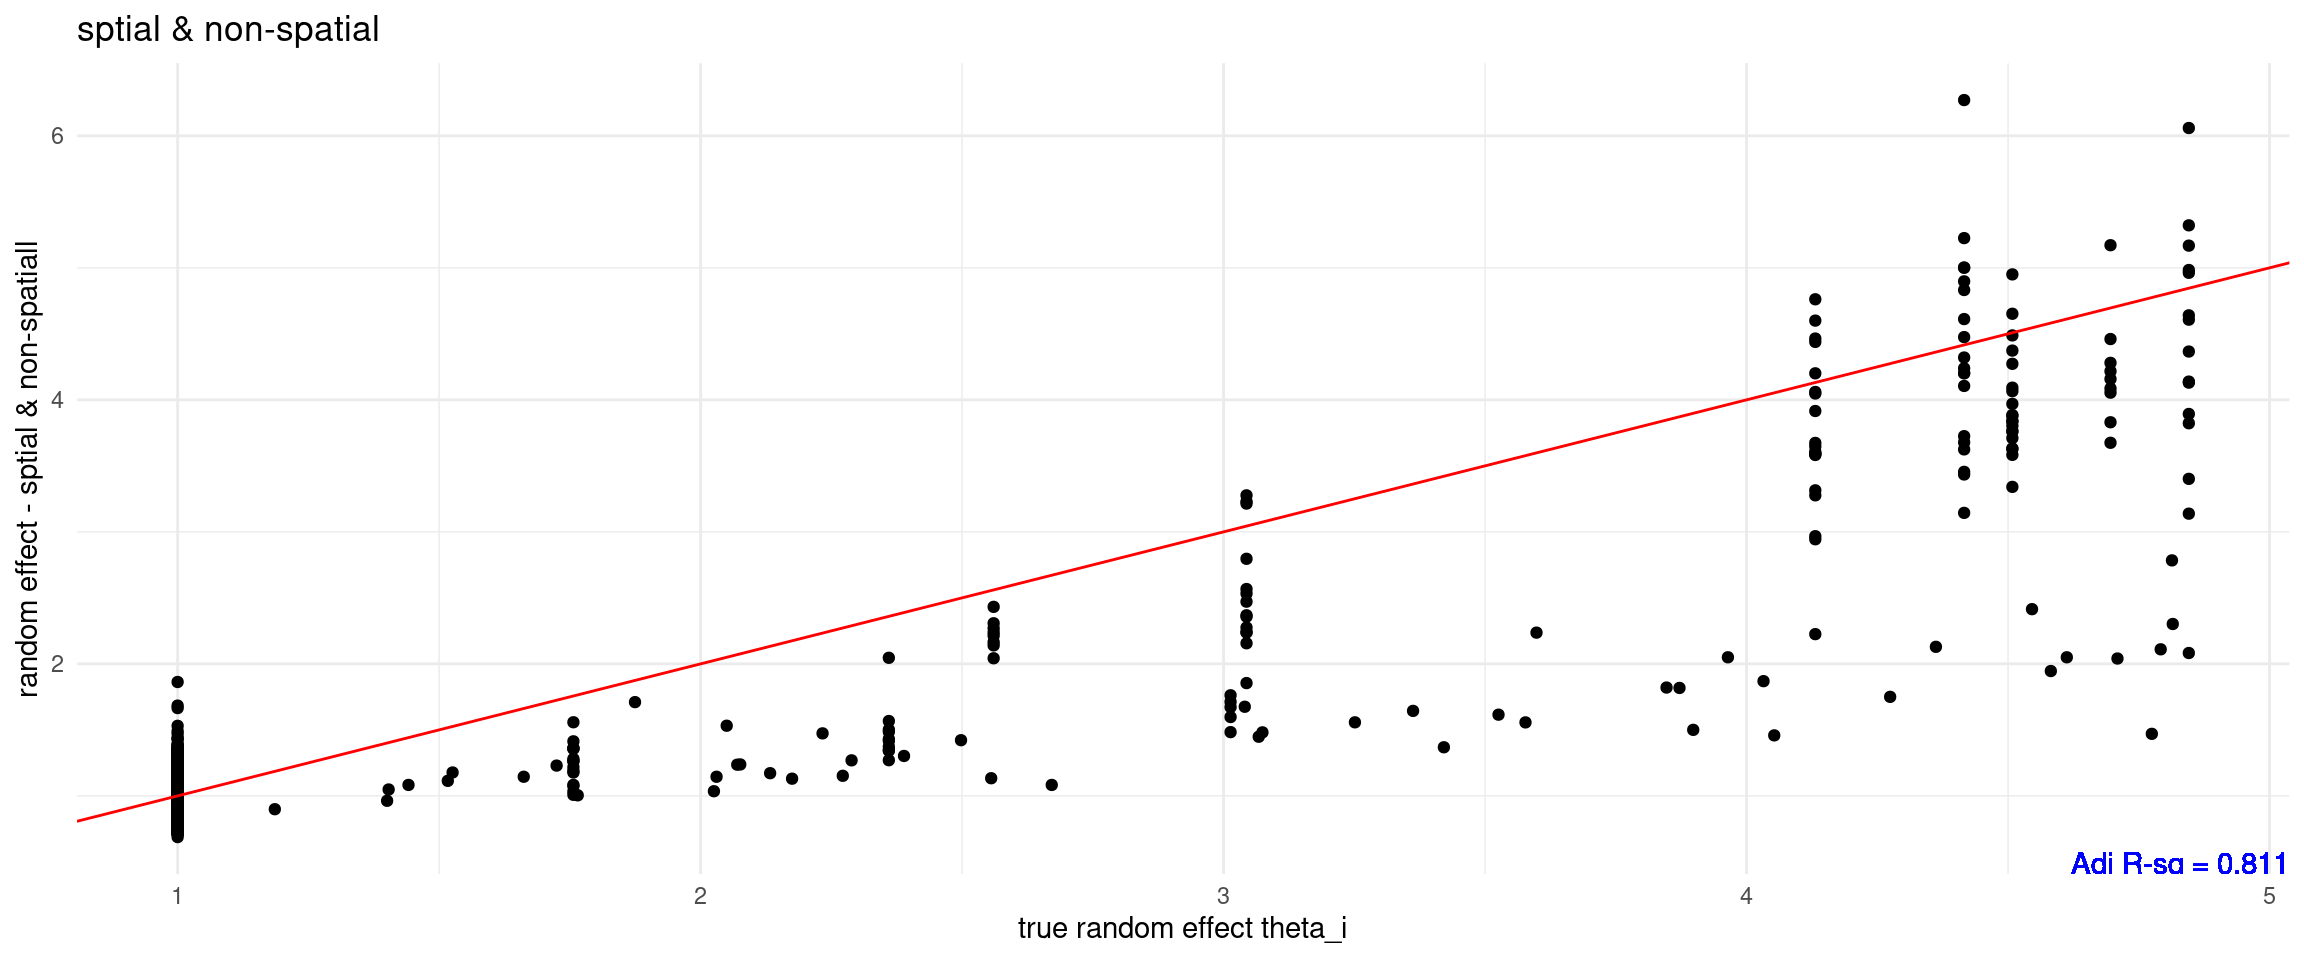 sptial & non-spatial
random effect - sptial & non-spatiall
6
4
2
Adj R-sq = 0.811
1
2
3
4
5
true random effect theta_i